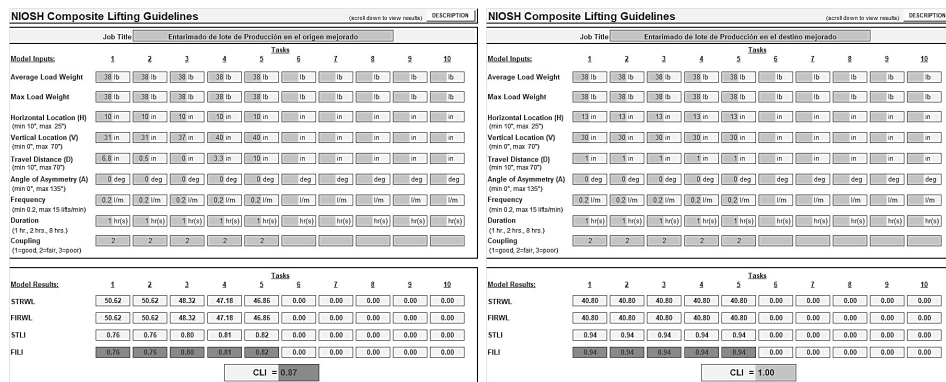 NIOSH Composite Lifting Guidelines (scroll down to view results) DESCRIPTION
Job Title Entarimado de lote de Producción en el origen mejorado
Tasks
Model Inputs: 1 2 3 4 5 6 7 8 9 10
Average Load Weight 38 lb 38 lb 38 lb 38 lb 38 lb lb lb lb lb lb
Max Load Weight 38 lb 38 lb 38 lb 38 lb 38 lb lb lb lb lb lb
Horizontal Location (H) 10 in 10 in 10 in 10 in 10 in in in in in in
(min 10", max 25")
Vertical Location (V) 31 in 31 in 37 in 40 in 40 in in in in in in
(min 0", max 70")
Travel Distance (D) 6.8 in 0.5 in 0 in 3.3 in 10 in in in in in in
(min 10", max 70")
Angle of Asymmetry (A) 0 deg 0 deg 0 deg 0 deg 0 deg deg deg deg deg deg
(min 0°, max 135°)
Frequency 0.2 l/m 0.2 l/m 0.2 l/m 0.2 l/m 0.2 l/m l/m l/m l/m l/m l/m
(min 0.2, max 15 lifts/min)
Duration 1 hr(s) 1 hr(s) 1 hr(s) 1 hr(s) 1 hr(s) hr(s) hr(s) hr(s) hr(s) hr(s)
(1 hr., 2 hrs., 8 hrs.)
Coupling 2 2 2 2 2
(1=good, 2=fair, 3=poor)
Tasks
Model Results: 1 2 3 4 5 6 7 8 9 10
STRWL 50.62 50.62 48.32 47.18 46.86 0.00 0.00 0.00 0.00 0.00
FIRWL 50.62 50.62 48.32 47.18 46.86 0.00 0.00 0.00 0.00 0.00
STLI 0.76 0.76 0.80 0.81 0.82 0.00 0.00 0.00 0.00 0.00
FILI 0.76 0.76 0.80 0.81 0.82 0.00 0.00 0.00 0.00 0.00
CLI = 0.87
NIOSH Composite Lifting Guidelines (scroll down to view results) DESCRIPTION
Job Title Entarimado de lote de Producción en el destino mejorado
Tasks
Model Inputs: 1 2 3 4 5 6 7 8 9 10
Average Load Weight 38 lb 38 lb 38 lb 38 lb 38 lb lb lb lb lb lb
Max Load Weight 38 lb 38 lb 38 lb 38 lb 38 lb lb lb lb lb lb
Horizontal Location (H) 13 in 13 in 13 in 13 in 13 in in in in in in
(min 10", max 25")
Vertical Location (V) 30 in 30 in 30 in 30 in 30 in in in in in in
(min 0", max 70")
Travel Distance (D) 1 in 1 in 1 in 1 in 1 in in in in in in
(min 10", max 70")
Angle of Asymmetry (A) 0 deg 0 deg 0 deg 0 deg 0 deg deg deg deg deg deg
(min 0°, max 135°)
Frequency 0.2 l/m 0.2 l/m 0.2 l/m 0.2 l/m 0.2 l/m l/m l/m l/m l/m l/m
(min 0.2, max 15 lifts/min)
Duration 1 hr(s) 1 hr(s) 1 hr(s) 1 hr(s) 1 hr(s) hr(s) hr(s) hr(s) hr(s) hr(s)
(1 hr., 2 hrs., 8 hrs.)
Coupling 2 2 2 2 2
(1=good, 2=fair, 3=poor)
Tasks
Model Results: 1 2 3 4 5 6 7 8 9 10
STRWL 40.80 40.80 40.80 40.80 40.80 0.00 0.00 0.00 0.00 0.00
FIRWL 40.80 40.80 40.80 40.80 40.80 0.00 0.00 0.00 0.00 0.00
STLI 0.94 0.94 0.94 0.94 0.94 0.00 0.00 0.00 0.00 0.00
FILI 0.94 0.94 0.94 0.94 0.94 0.00 0.00 0.00 0.00 0.00
CLI = 1.00